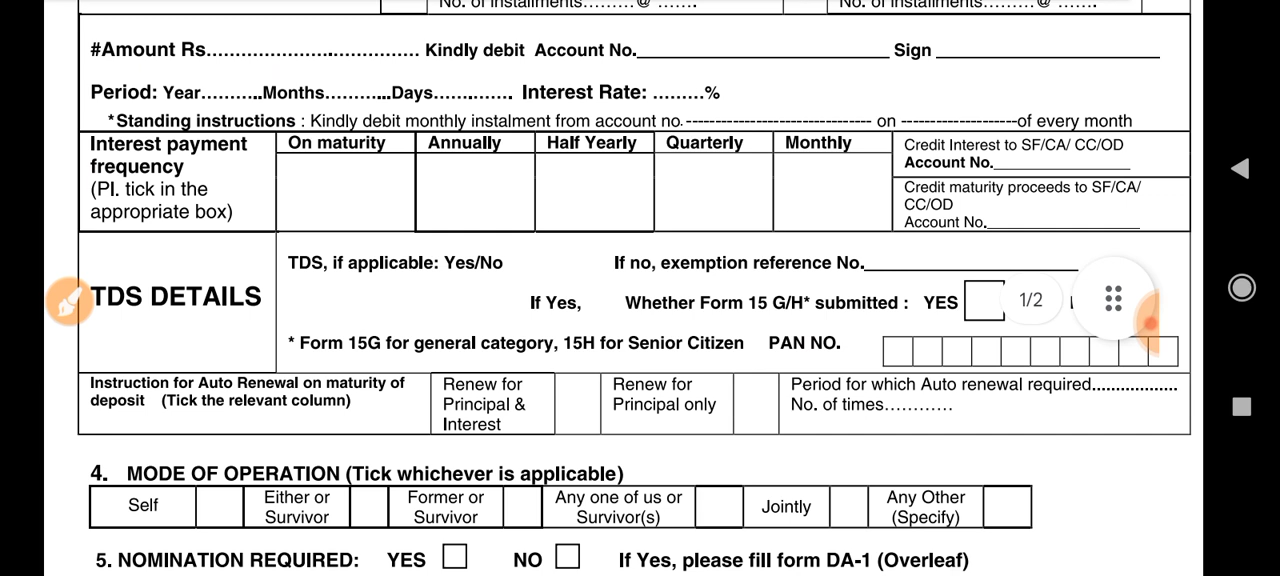 No. of installments.........@ .......
No. of installments.........@ .......
#Amount Rs...................................... Kindly debit Account No.______________________________ Sign ___________________________
Period: Year...........Months............Days.............. Interest Rate: .........%
*Standing instructions : Kindly debit monthly instalment from account no.--------------------------------- on --------------------of every month
Interest payment frequency (Pl. tick in the appropriate box)
On maturity
Annually
Half Yearly
Quarterly
Monthly
Credit Interest to SF/CA/ CC/OD
Account No.________________
Credit maturity proceeds to SF/CA/
CC/OD
Account No.__________________
TDS DETAILS
TDS, if applicable: Yes/No If no, exemption reference No.__________________________
If Yes, Whether Form 15 G/H* submitted : YES
1/2
* Form 15G for general category, 15H for Senior Citizen PAN NO.
Instruction for Auto Renewal on maturity of
deposit (Tick the relevant column)
Renew for
Principal &
Interest
Renew for
Principal only
Period for which Auto renewal required..................
No. of times............
4. MODE OF OPERATION (Tick whichever is applicable)
Self
Either or
Survivor
Former or
Survivor
Any one of us or
Survivor(s)
Jointly
Any Other
(Specify)
5. NOMINATION REQUIRED: YES NO If Yes, please fill form DA-1 (Overleaf)